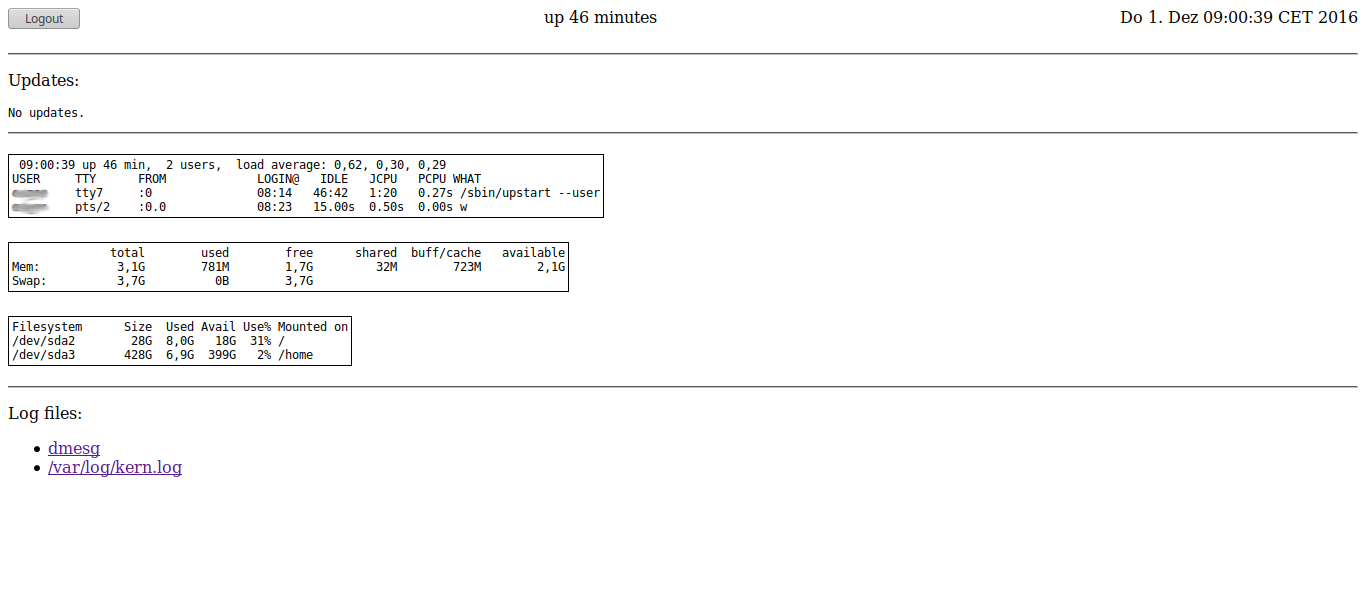 Logout up 46 minutes Do 1. Dez 09:00:39 CET 2016
Updates:
No updates.
09:00:39 up 46 min, 2 users, load average: 0,62, 0,30, 0,29
USER TTY FROM LOGIN@ IDLE JCPU PCPU WHAT
tty7 :0 08:14 46:42 1:20 0.27s /sbin/upstart --user
pts/2 :0.0 08:23 15.00s 0.50s 0.00s w
total used free shared buff/cache available
Mem: 3,1G 781M 1,7G 32M 723M 2,1G
Swap: 3,7G 0B 3,7G
Filesystem Size Used Avail Use% Mounted on
/dev/sda2 28G 8,0G 18G 31% /
/dev/sda3 428G 6,9G 399G 2% /home
Log files:
dmesg
/var/log/kern.log